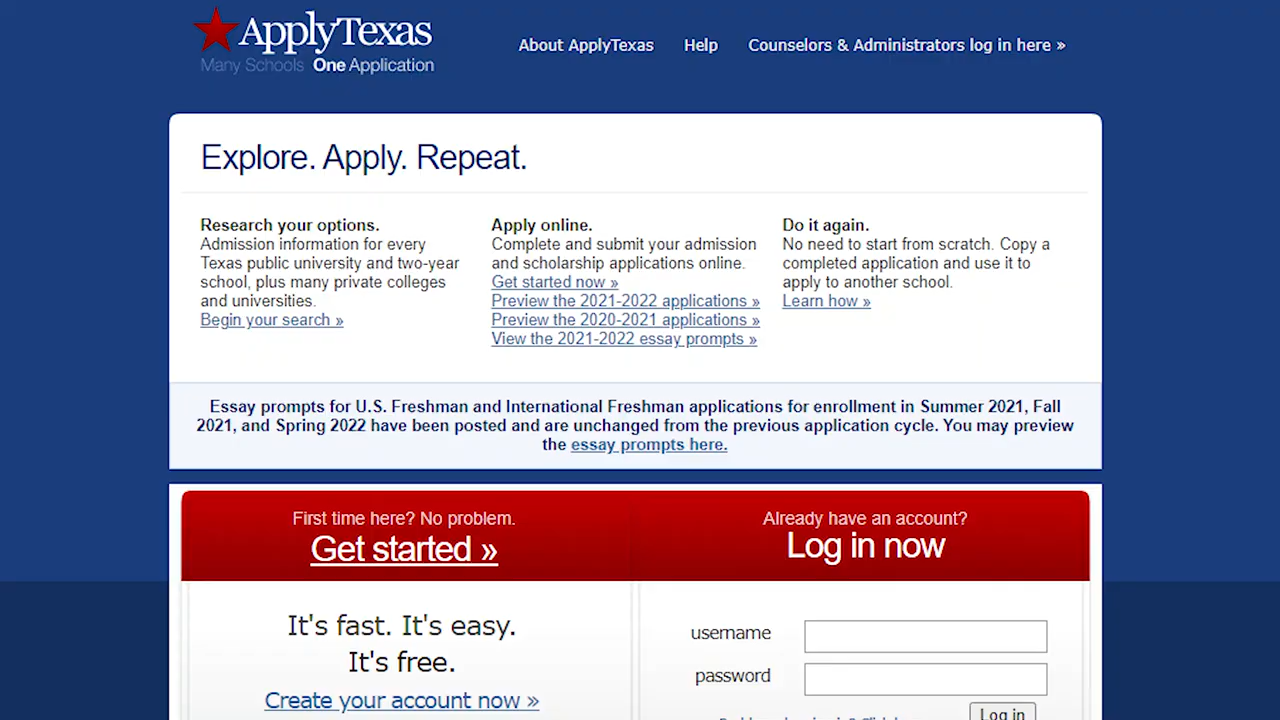 ApplyTexas
Many Schools One Application
About ApplyTexas Help Counselors & Administrators log in here »
Explore. Apply. Repeat.
Research your options.
Admission information for every
Texas public university and two-year
school, plus many private colleges
and universities.
Begin your search »
Apply online.
Complete and submit your admission
and scholarship applications online.
Get started now »
Preview the 2021-2022 applications »
Preview the 2020-2021 applications »
View the 2021-2022 essay prompts »
Do it again.
No need to start from scratch. Copy a
completed application and use it to
apply to another school.
Learn how »
Essay prompts for U.S. Freshman and International Freshman applications for enrollment in Summer 2021, Fall
2021, and Spring 2022 have been posted and are unchanged from the previous application cycle. You may preview
the essay prompts here.
First time here? No problem.
Get started »
It's fast. It's easy.
It's free.
Create your account now »
Already have an account?
Log in now
username
password
Log in